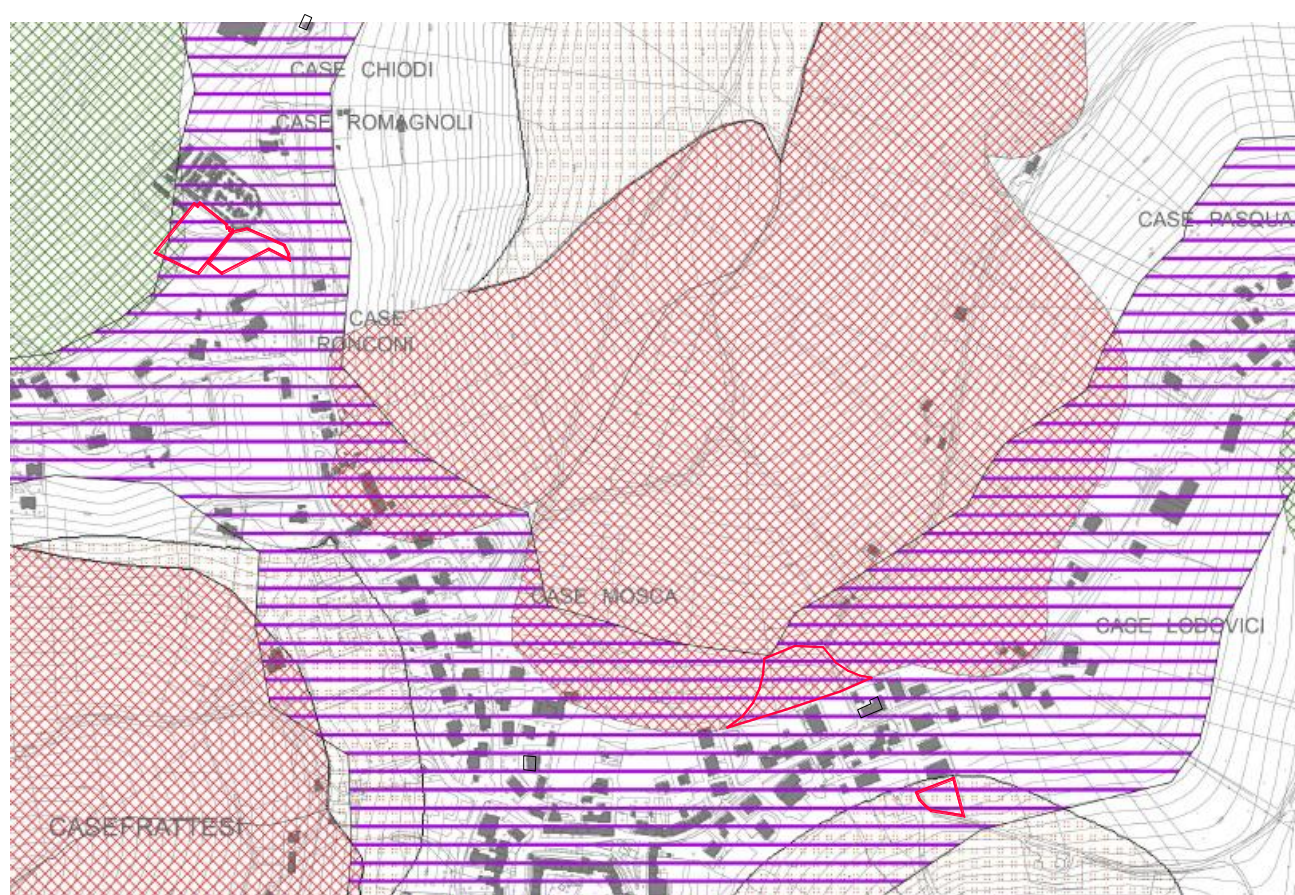 CASE CHIODI
CASE ROMAGNOLI
CASE PASQUA
CASE
RONCONI
CASE MOSCA
CASE LODOVICI
CASEFRATTESI